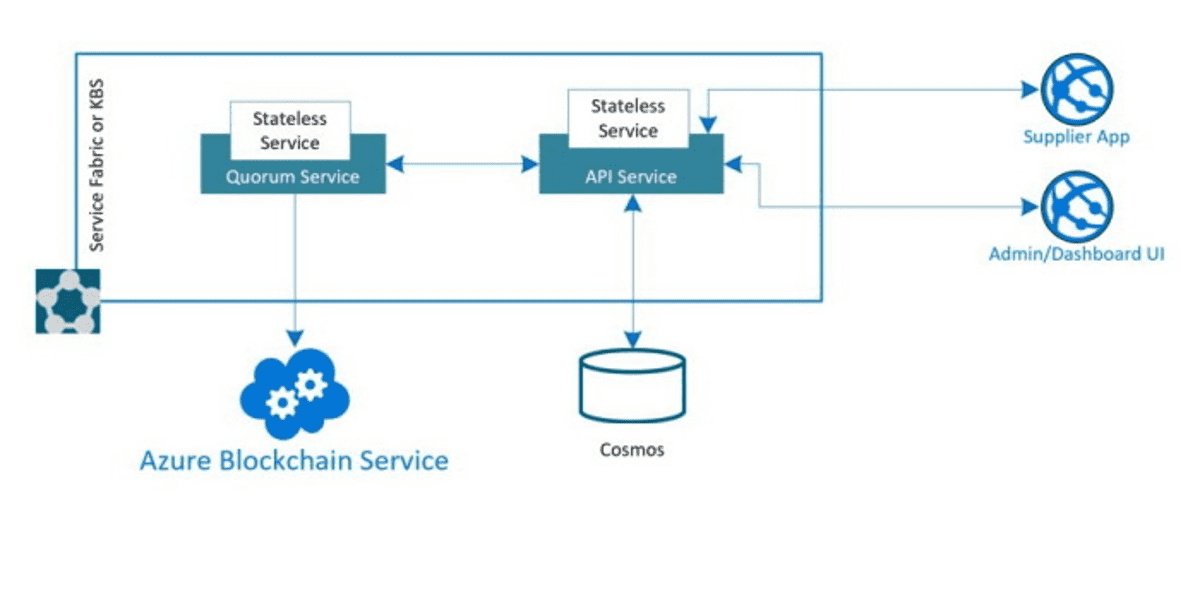 Service Fabric or KBS
Stateless
Service
Quorum Service
Stateless
Service
API Service
Supplier App
Admin/Dashboard UI
Azure Blockchain Service
Cosmos